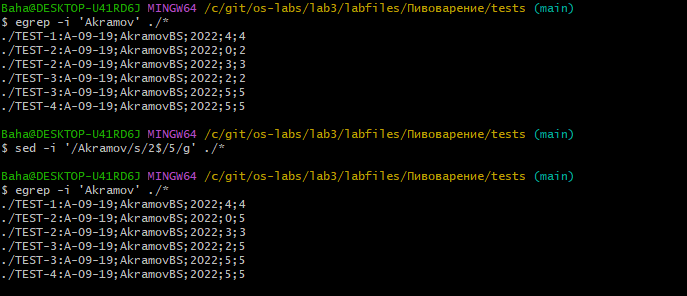 Baha@DESKTOP-U41RD6J MINGW64 /c/git/os-labs/lab3/labfiles/Пивоварение/tests (main)
$ egrep -i 'Akramov' ./*
./TEST-1:A-09-19;AkramovBS;2022;4;4
./TEST-2:A-09-19;AkramovBS;2022;0;2
./TEST-2:A-09-19;AkramovBS;2022;3;3
./TEST-3:A-09-19;AkramovBS;2022;2;2
./TEST-3:A-09-19;AkramovBS;2022;5;5
./TEST-4:A-09-19;AkramovBS;2022;5;5
Baha@DESKTOP-U41RD6J MINGW64 /c/git/os-labs/lab3/labfiles/Пивоварение/tests (main)
$ sed -i '/Akramov/s/2$/5/g' ./*
Baha@DESKTOP-U41RD6J MINGW64 /c/git/os-labs/lab3/labfiles/Пивоварение/tests (main)
$ egrep -i 'Akramov' ./*
./TEST-1:A-09-19;AkramovBS;2022;4;4
./TEST-2:A-09-19;AkramovBS;2022;0;5
./TEST-2:A-09-19;AkramovBS;2022;3;3
./TEST-3:A-09-19;AkramovBS;2022;2;5
./TEST-3:A-09-19;AkramovBS;2022;5;5
./TEST-4:A-09-19;AkramovBS;2022;5;5